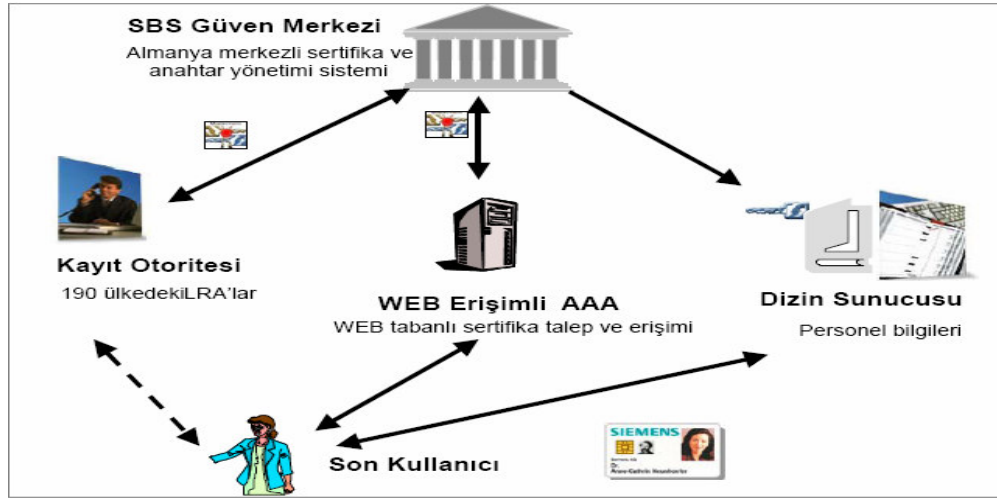 SBS Güven Merkezi
Almanya merkezli sertifika ve
anahtar yönetimi sistemi
Kayıt Otoritesi
190 ülkedekiLRA'lar
WEB Erişimli AAA
WEB tabanlı sertifika talep ve erişimi
Dizin Sunucusu
Personel bilgileri
Son Kullanıcı
SIEMENS
Dr.